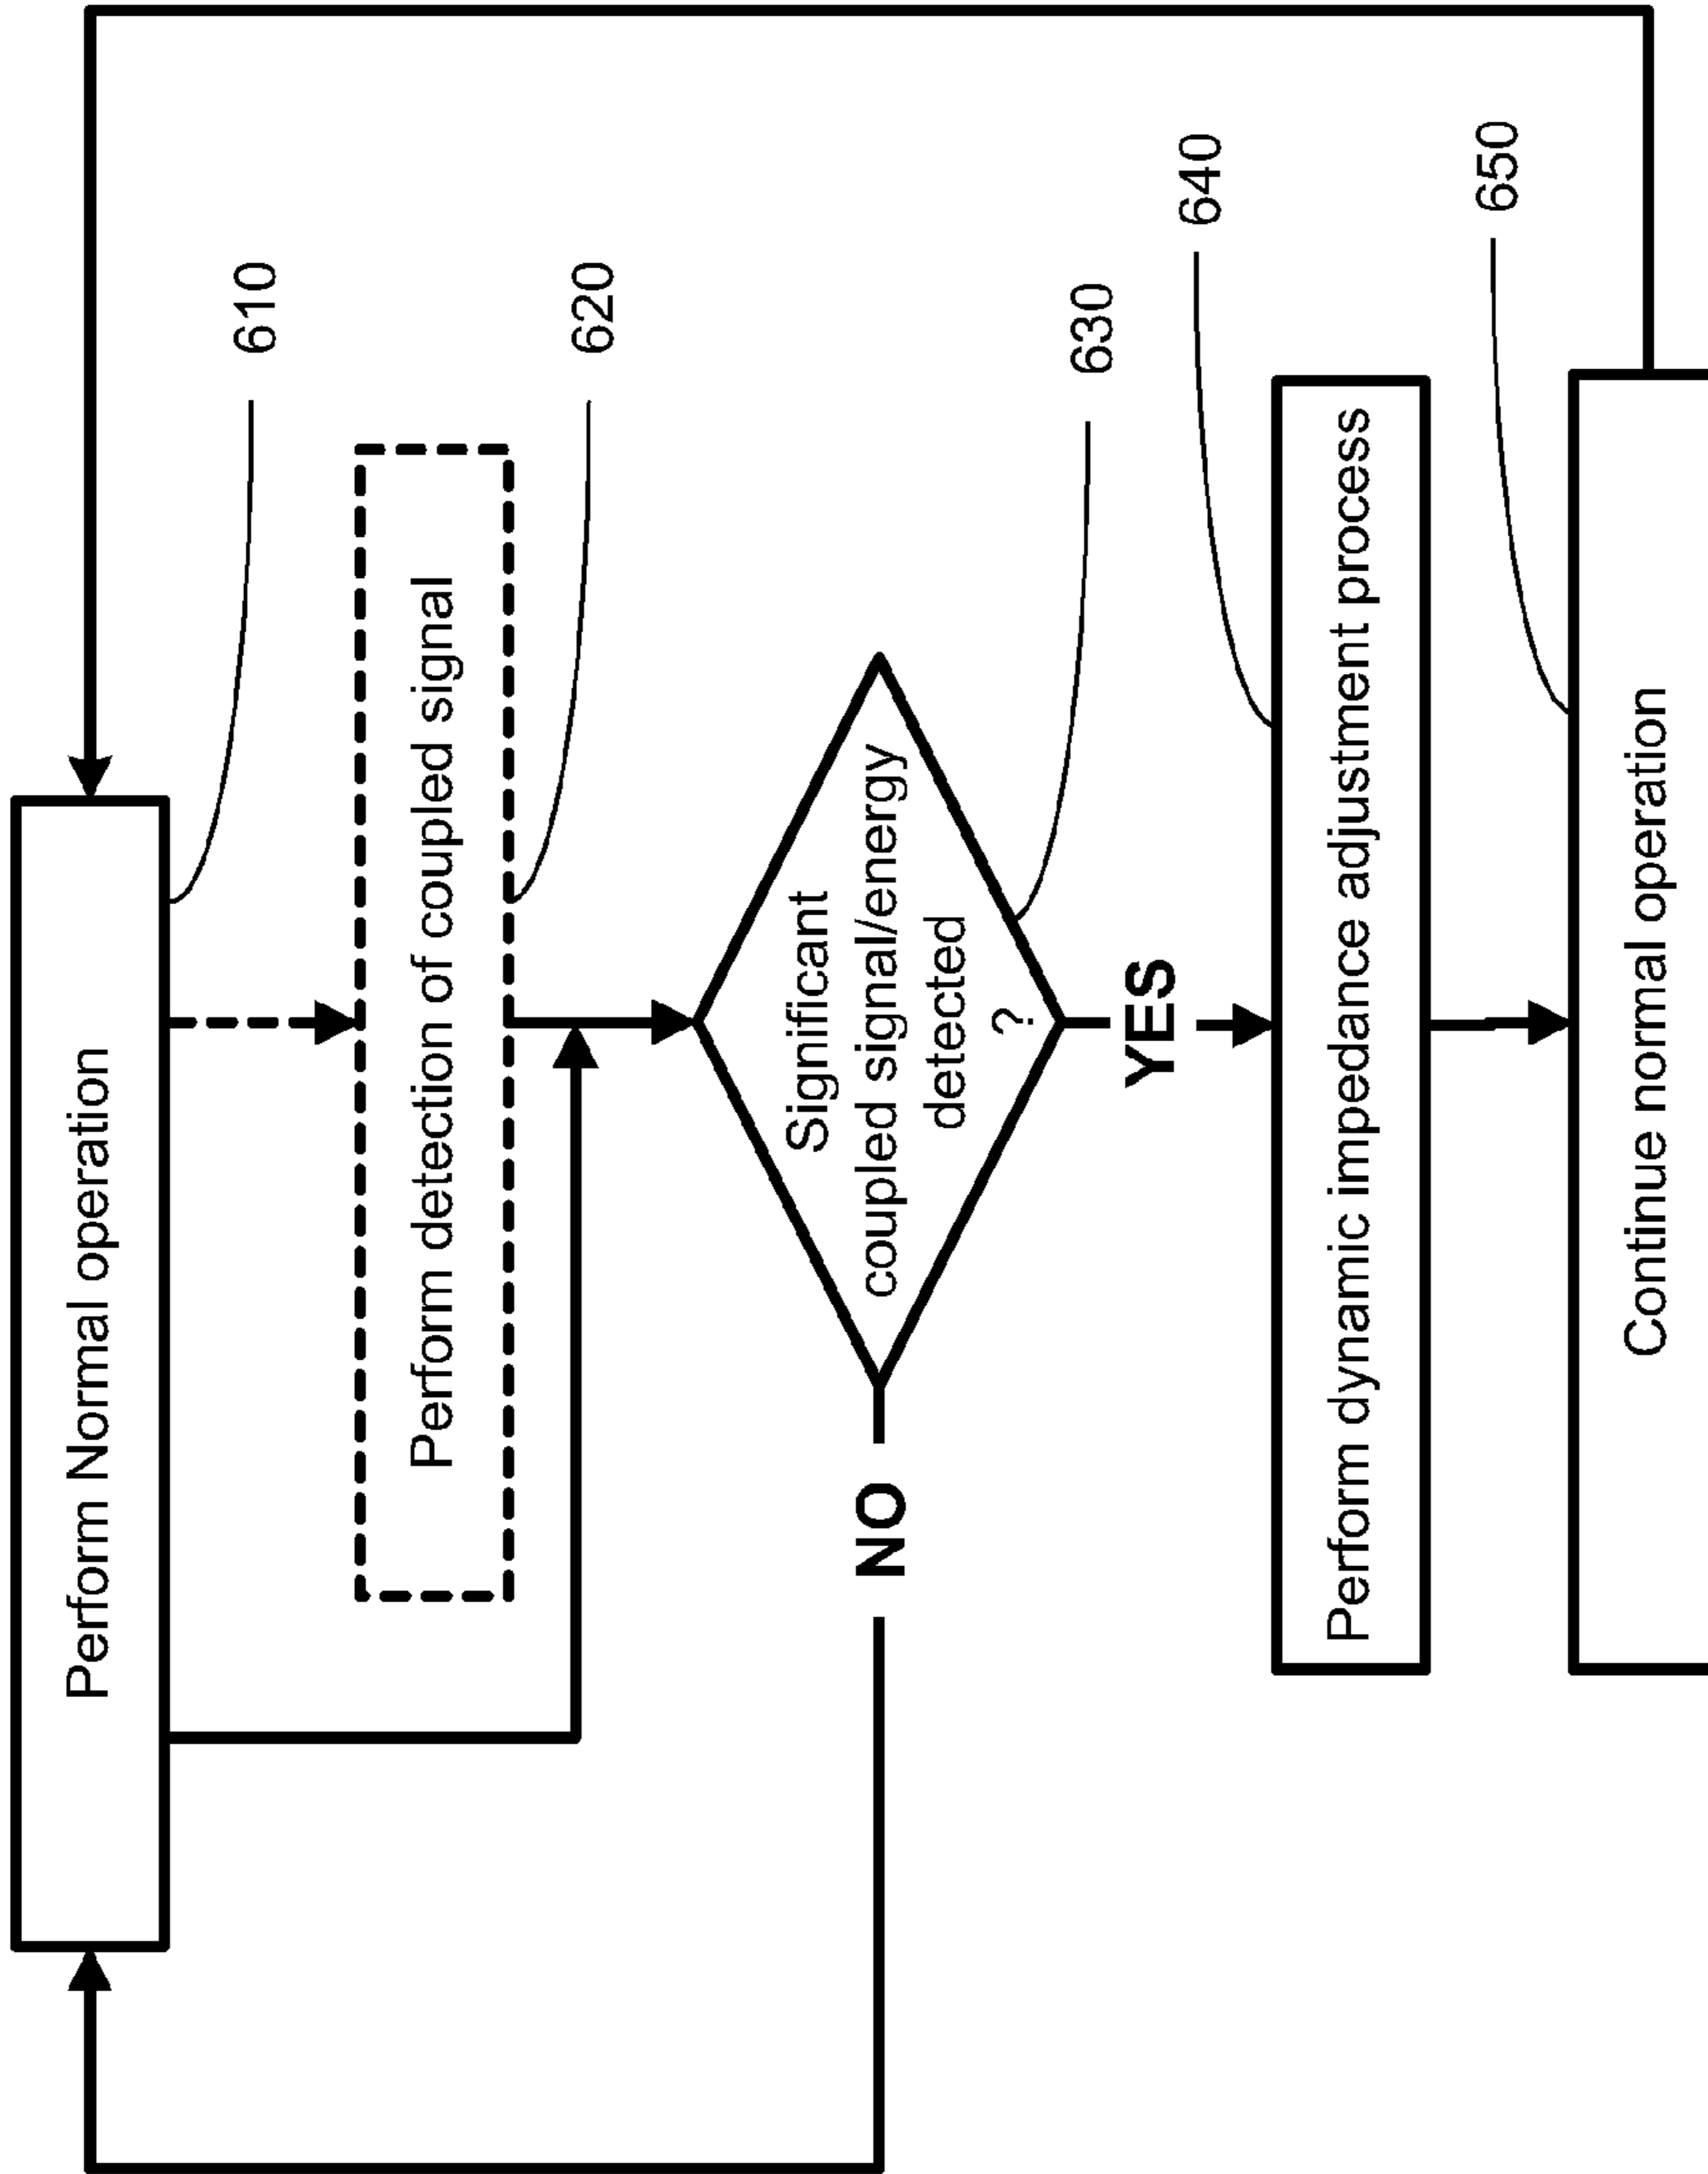 Perform Normal operation
610
Perform detection of coupled signal
620
Significant
coupled signal/energy
detected
?
630
NO
YES
640
Perform dynamic impedance adjustment process
650
Continue normal operation